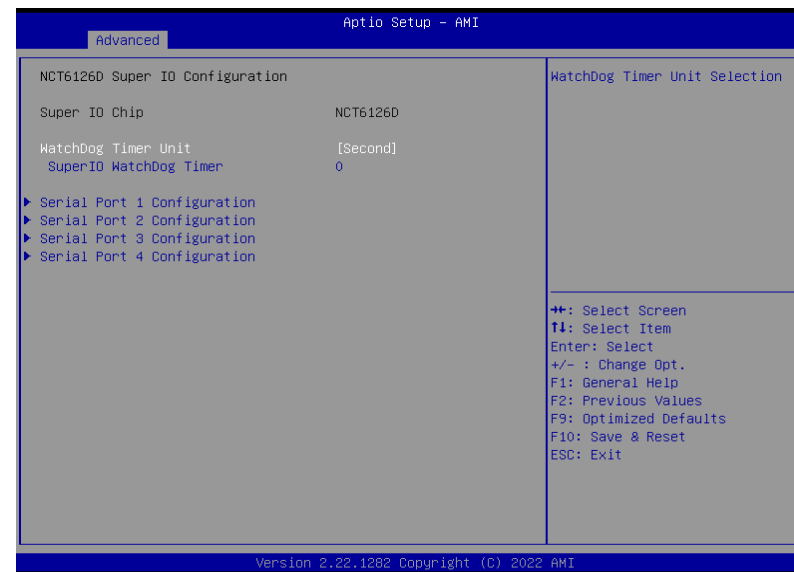 Aptio Setup – AMI
Advanced
NCT6126D Super IO Configuration
Super IO Chip NCT6126D
WatchDog Timer Unit [Second]
SuperIO WatchDog Timer 0
▶ Serial Port 1 Configuration
▶ Serial Port 2 Configuration
▶ Serial Port 3 Configuration
▶ Serial Port 4 Configuration
WatchDog Timer Unit Selection
→←: Select Screen
↑↓: Select Item
Enter: Select
+/- : Change Opt.
F1: General Help
F2: Previous Values
F9: Optimized Defaults
F10: Save & Reset
ESC: Exit
Version 2.22.1282 Copyright (C) 2022 AMI